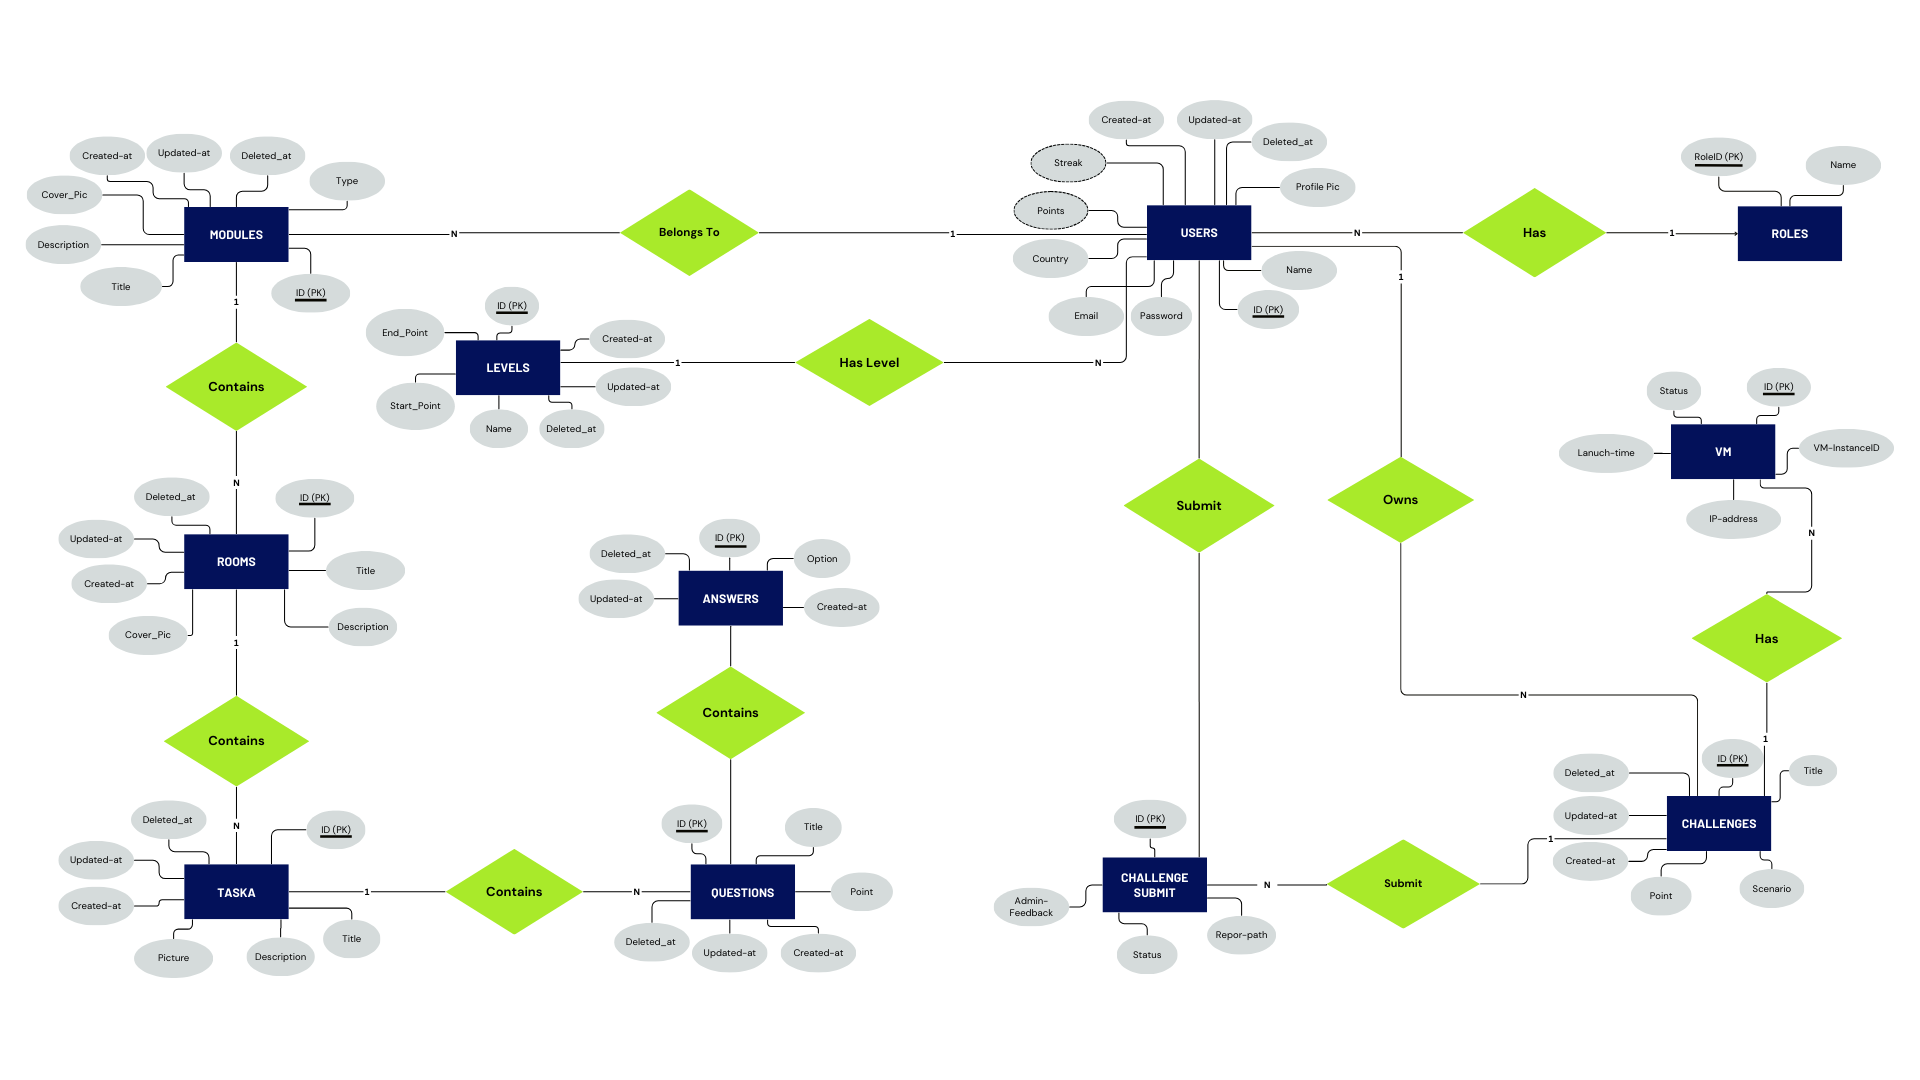 Created-at
Updated-at
Deleted_at
Type
Cover_Pic
MODULES
Description
Title
ID (PK)
N
Belongs To
1
Created-at
Updated-at
Deleted_at
Streak
Profile Pic
Points
USERS
Country
Name
Email
Password
ID (PK)
N
Has
1
RoleID (PK)
Name
ROLES
1
Contains
N
ID (PK)
End_Point
Created-at
LEVELS
Updated-at
Start_Point
Name
Deleted_at
1
Has Level
N
1
Submit
Owns
N
Status
ID (PK)
VM
Lanuch-time
VM-InstanceID
IP-address
N
Has
1
Deleted_at
ID (PK)
Updated-at
ROOMS
Title
Created-at
Cover_Pic
Description
1
Contains
N
ID (PK)
Deleted_at
Option
Updated-at
ANSWERS
Created-at
Contains
Deleted_at
ID (PK)
Updated-at
TASKA
Created-at
Picture
Description
Title
1
Contains
N
ID (PK)
Title
QUESTIONS
Point
Deleted_at
Updated-at
Created-at
ID (PK)
CHALLENGE
SUBMIT
Admin-
Feedback
Status
Repor-path
N
Submit
1
Deleted_at
ID (PK)
Title
Updated-at
CHALLENGES
Created-at
Point
Scenario